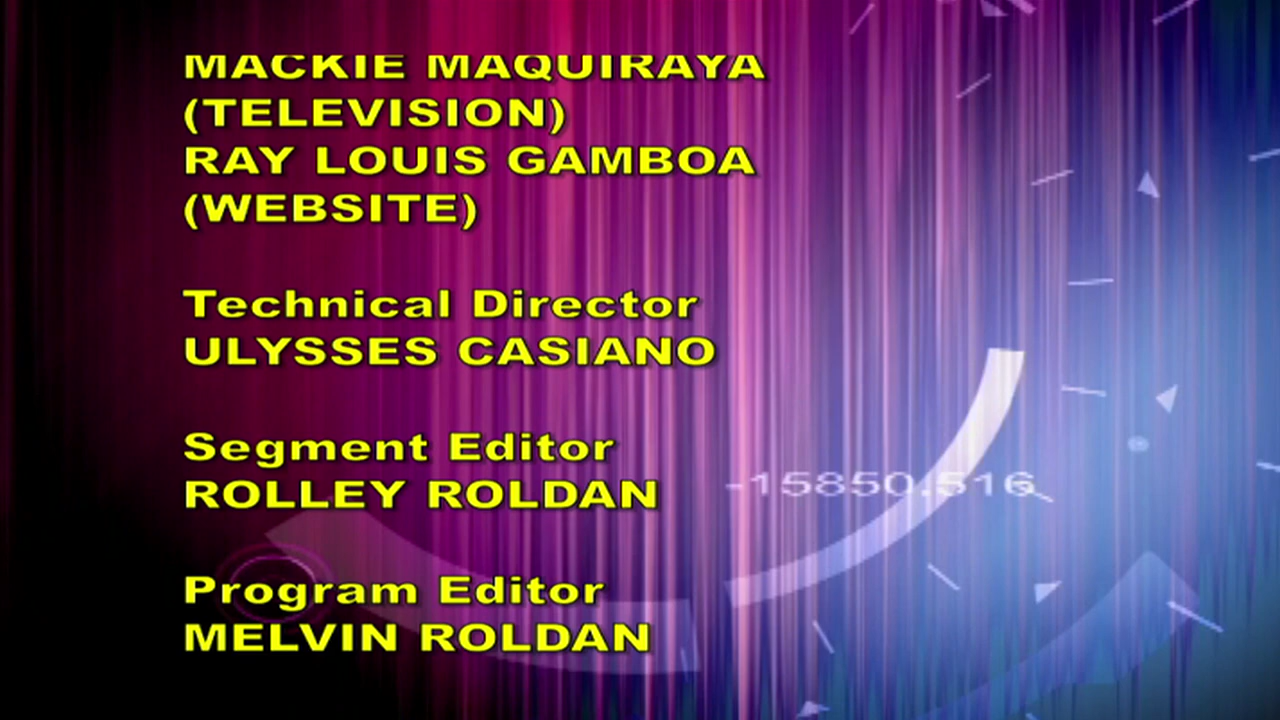 MACKIE MAQUIRAYA
(TELEVISION)
RAY LOUIS GAMBOA
(WEBSITE)
Technical Director
ULYSSES CASIANO
Segment Editor
ROLLEY ROLDAN
-15850.516
Program Editor
MELVIN ROLDAN